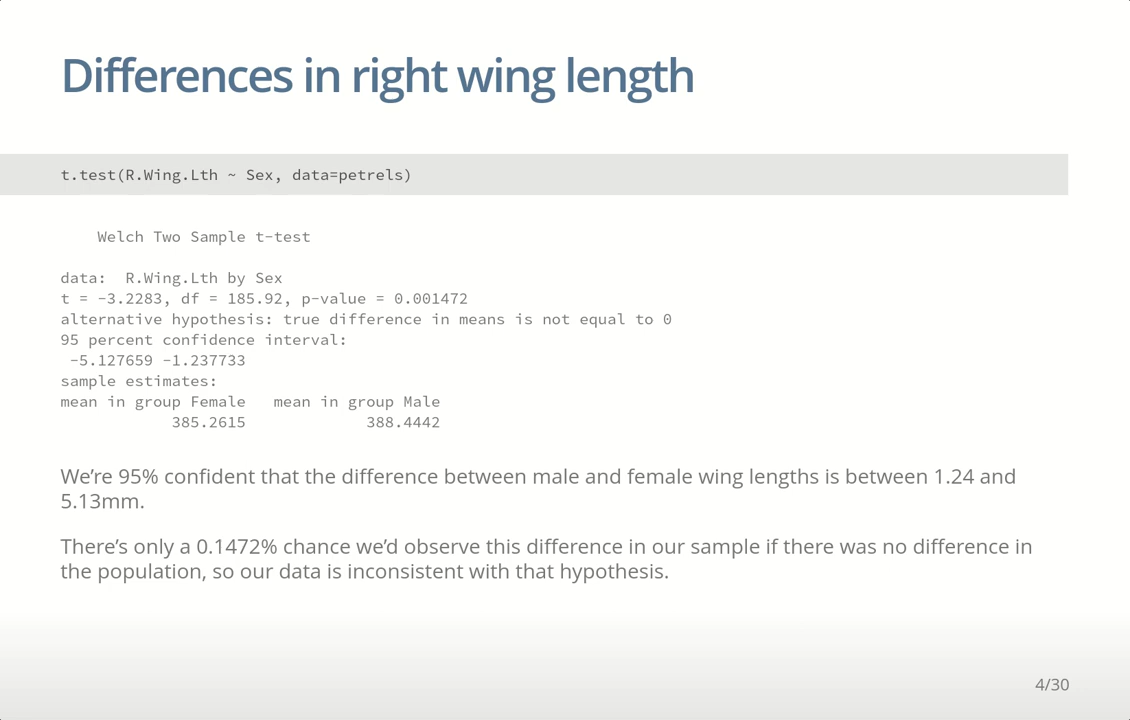 Differences in right wing length
t.test(R.Wing.Lth ~ Sex, data=petrels)
Welch Two Sample t-test
data:  R.Wing.Lth by Sex
t = -3.2283, df = 185.92, p-value = 0.001472
alternative hypothesis: true difference in means is not equal to 0
95 percent confidence interval:
-5.127659 -1.237733
sample estimates:
mean in group Female   mean in group Male
385.2615             388.4442
We’re 95% confident that the difference between male and female wing lengths is between 1.24 and
5.13mm.
There’s only a 0.1472% chance we’d observe this difference in our sample if there was no difference in
the population, so our data is inconsistent with that hypothesis.
4/30